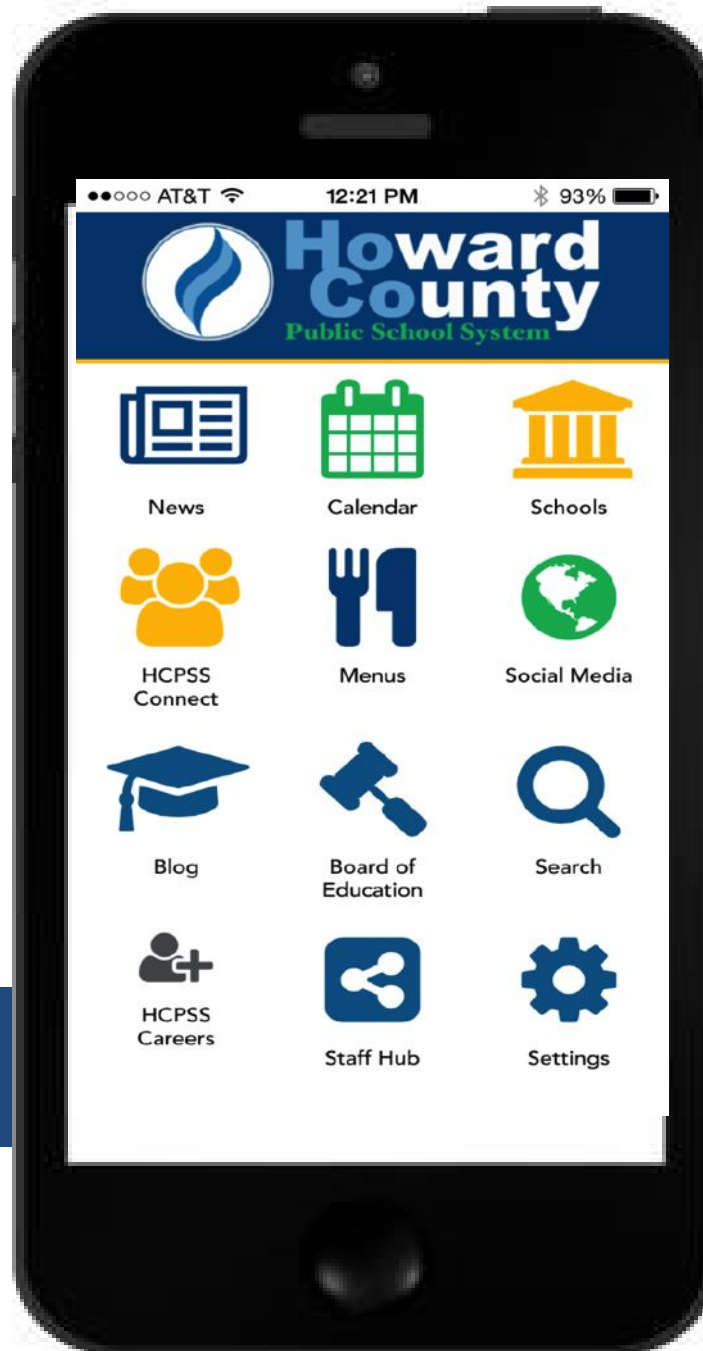 ●●○○○ AT&T 12:21 PM 93%
Howard
County
Public School System
News Calendar Schools
HCPSS
Connect
Menus Social Media
Blog
Board of
Education
Search
HCPSS
Careers
Staff Hub Settings